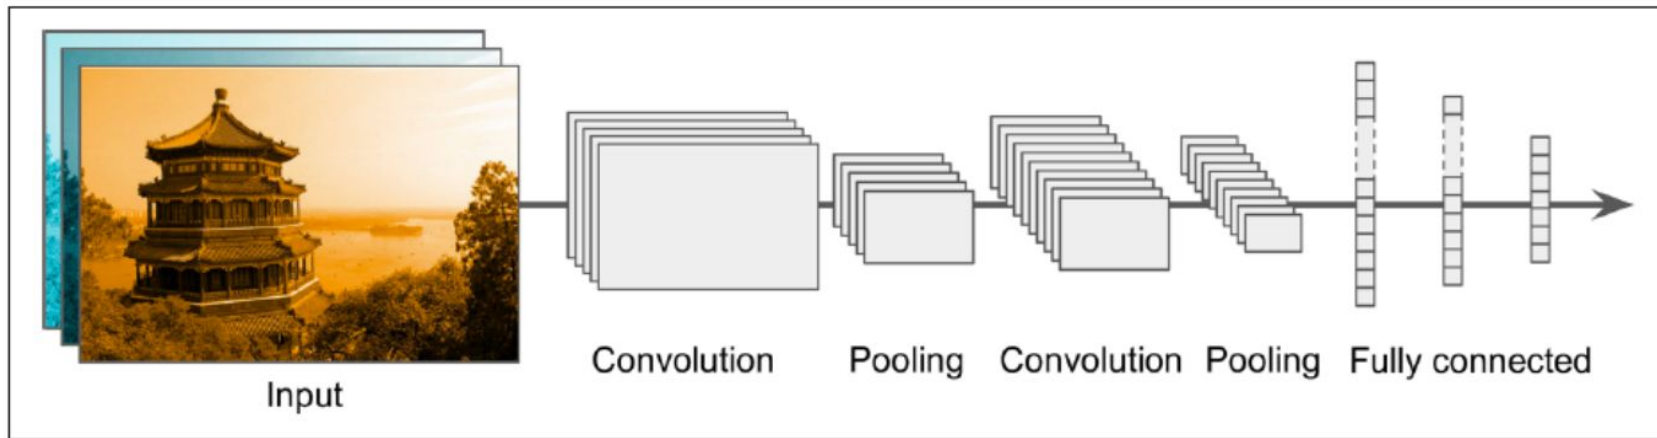 Input
Convolution
Pooling
Convolution
Pooling
Fully connected